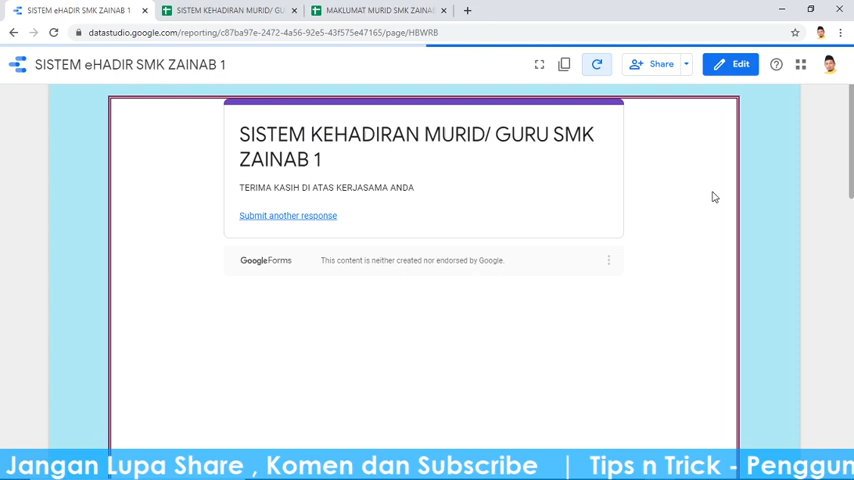 SISTEM eHADIR SMK ZAINAB 1
SISTEM KEHADIRAN MURID/ GU
MAKLUMAT MURID SMK ZAINAB
datastudio.google.com/reporting/c87ba97e-2472-4a56-92e5-43f575e47165/page/HBWRB
SISTEM eHADIR SMK ZAINAB 1
Share
Edit
SISTEM KEHADIRAN MURID/ GURU SMK
ZAINAB 1
TERIMA KASIH DI ATAS KERJASAMA ANDA
Submit another response
Google Forms
This content is neither created nor endorsed by Google.
Jangan Lupa Share , Komen dan Subscribe | Tips n Trick - Penggun